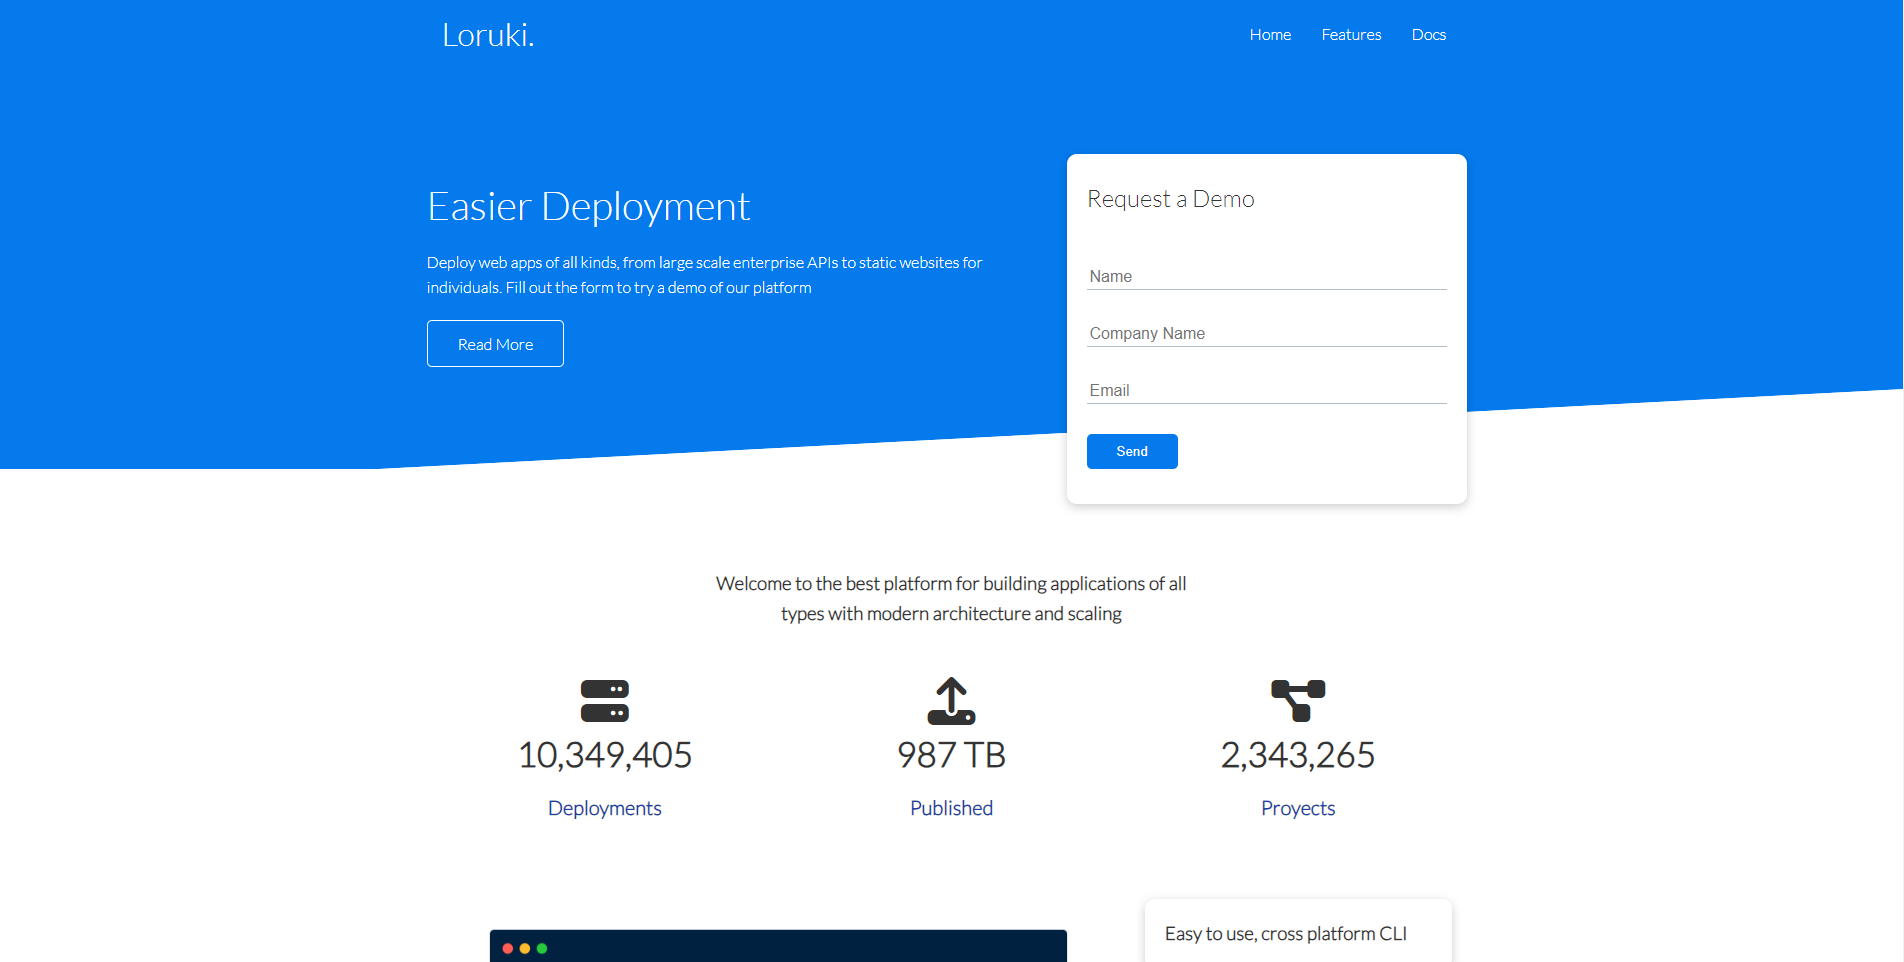 Loruki.
Home Features Docs
Easier Deployment
Deploy web apps of all kinds, from large scale enterprise APIs to static websites for
individuals. Fill out the form to try a demo of our platform
Read More
Request a Demo
Name
Company Name
Email
Send
Welcome to the best platform for building applications of all
types with modern architecture and scaling
10,349,405
Deployments
987 TB
Published
2,343,265
Proyects
Easy to use, cross platform CLI